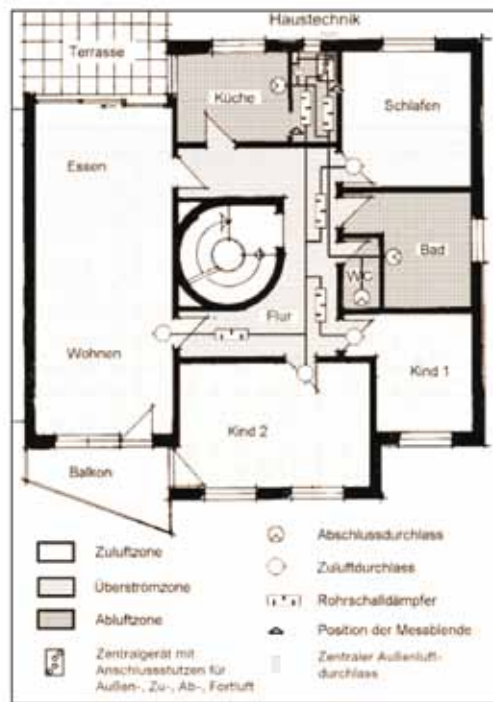 Haustechnik
Terrasse
Küche
Schlafen
Essen
Bad
WC
Flur
Wohnen
Kind 1
Kind 2
Balkon
Zuluftzone
Überströmzone
Abluftzone
Zentralgerät mit
Anschlussstutzen für
Außen-, Zu-, Ab-, Fortluft
Abschlussdurchlass
Zuluftdurchlass
Rohrschalldämpfer
Position der Messblende
Zentraler Außenluft-
durchlass